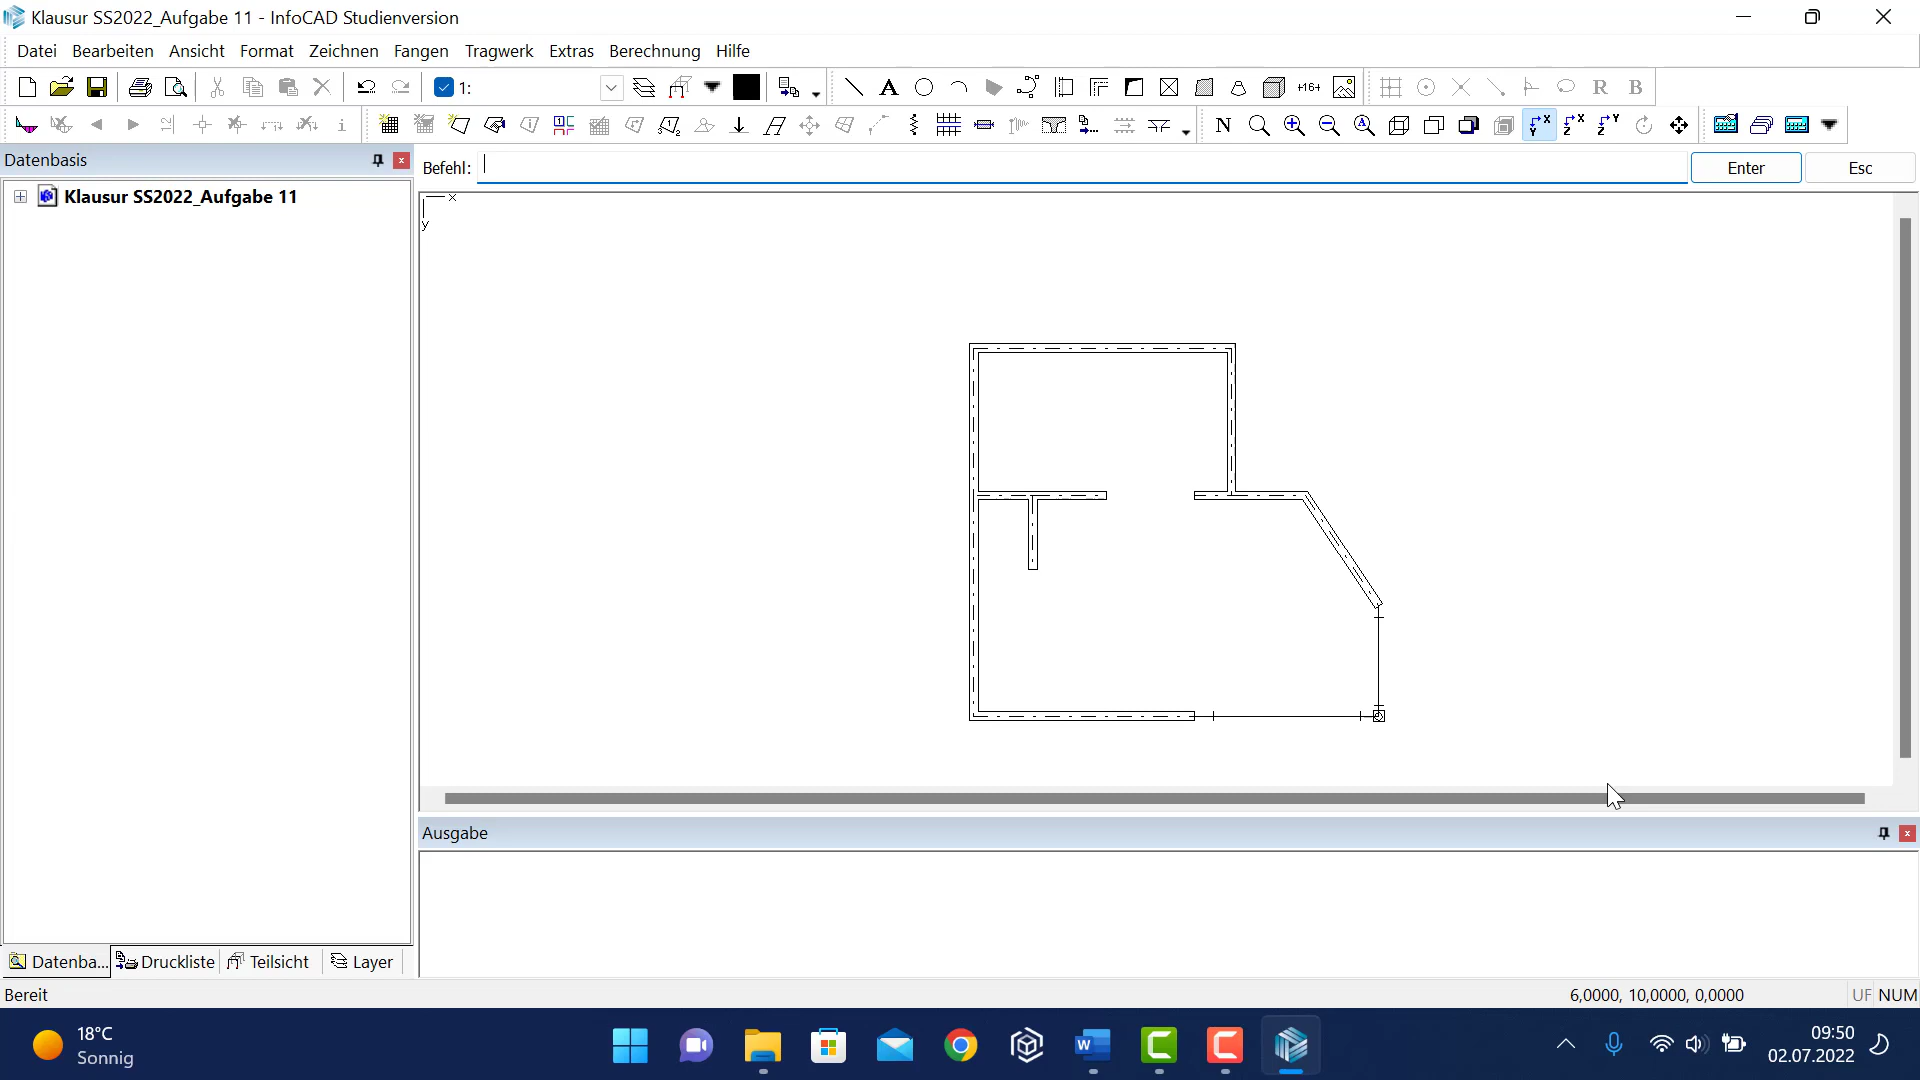 Klausur SS2022_Aufgabe 11 - InfoCAD Studienversion
Datei Bearbeiten Ansicht Format Zeichnen Fangen Tragwerk Extras Berechnung Hilfe
1:
A +16+ R B
N
Datenbasis
Befehl:
Enter
Esc
Klausur SS2022_Aufgabe 11
x
y
Ausgabe
Datenba... Druckliste Teilsicht Layer
Bereit
6,0000, 10,0000, 0,0000
UF NUM
18°C
Sonnig
09:50
02.07.2022